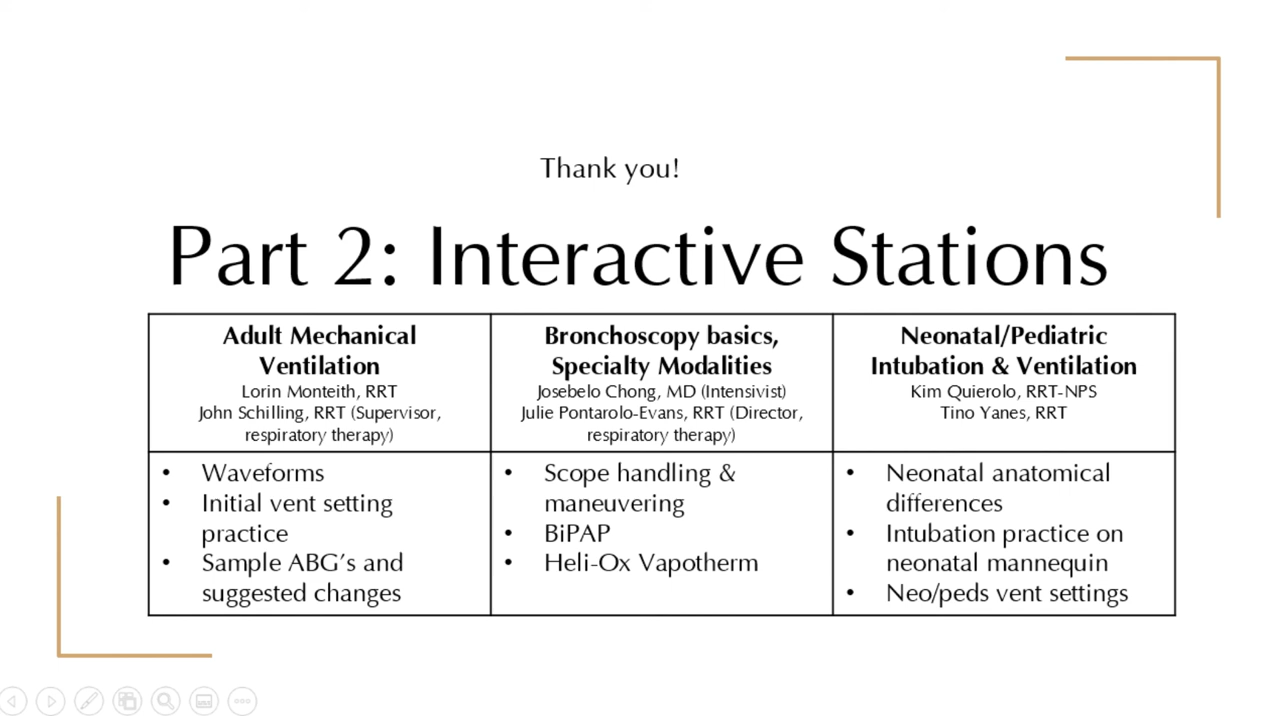 Thank you!
Part 2: Interactive Stations
Adult Mechanical
Ventilation
Lorin Monteith, RRT
John Schilling, RRT (Supervisor,
respiratory therapy)
Bronchoscopy basics,
Specialty Modalities
Josebelo Chong, MD (Intensivist)
Julie Pontarolo-Evans, RRT (Director,
respiratory therapy)
Neonatal/Pediatric
Intubation & Ventilation
Kim Quierolo, RRT-NPS
Tino Yanes, RRT
• Waveforms
• Initial vent setting
practice
• Sample ABG’s and
suggested changes
• Scope handling &
maneuvering
• BiPAP
• Heli-Ox Vapotherm
• Neonatal anatomical
differences
• Intubation practice on
neonatal mannequin
• Neo/peds vent settings